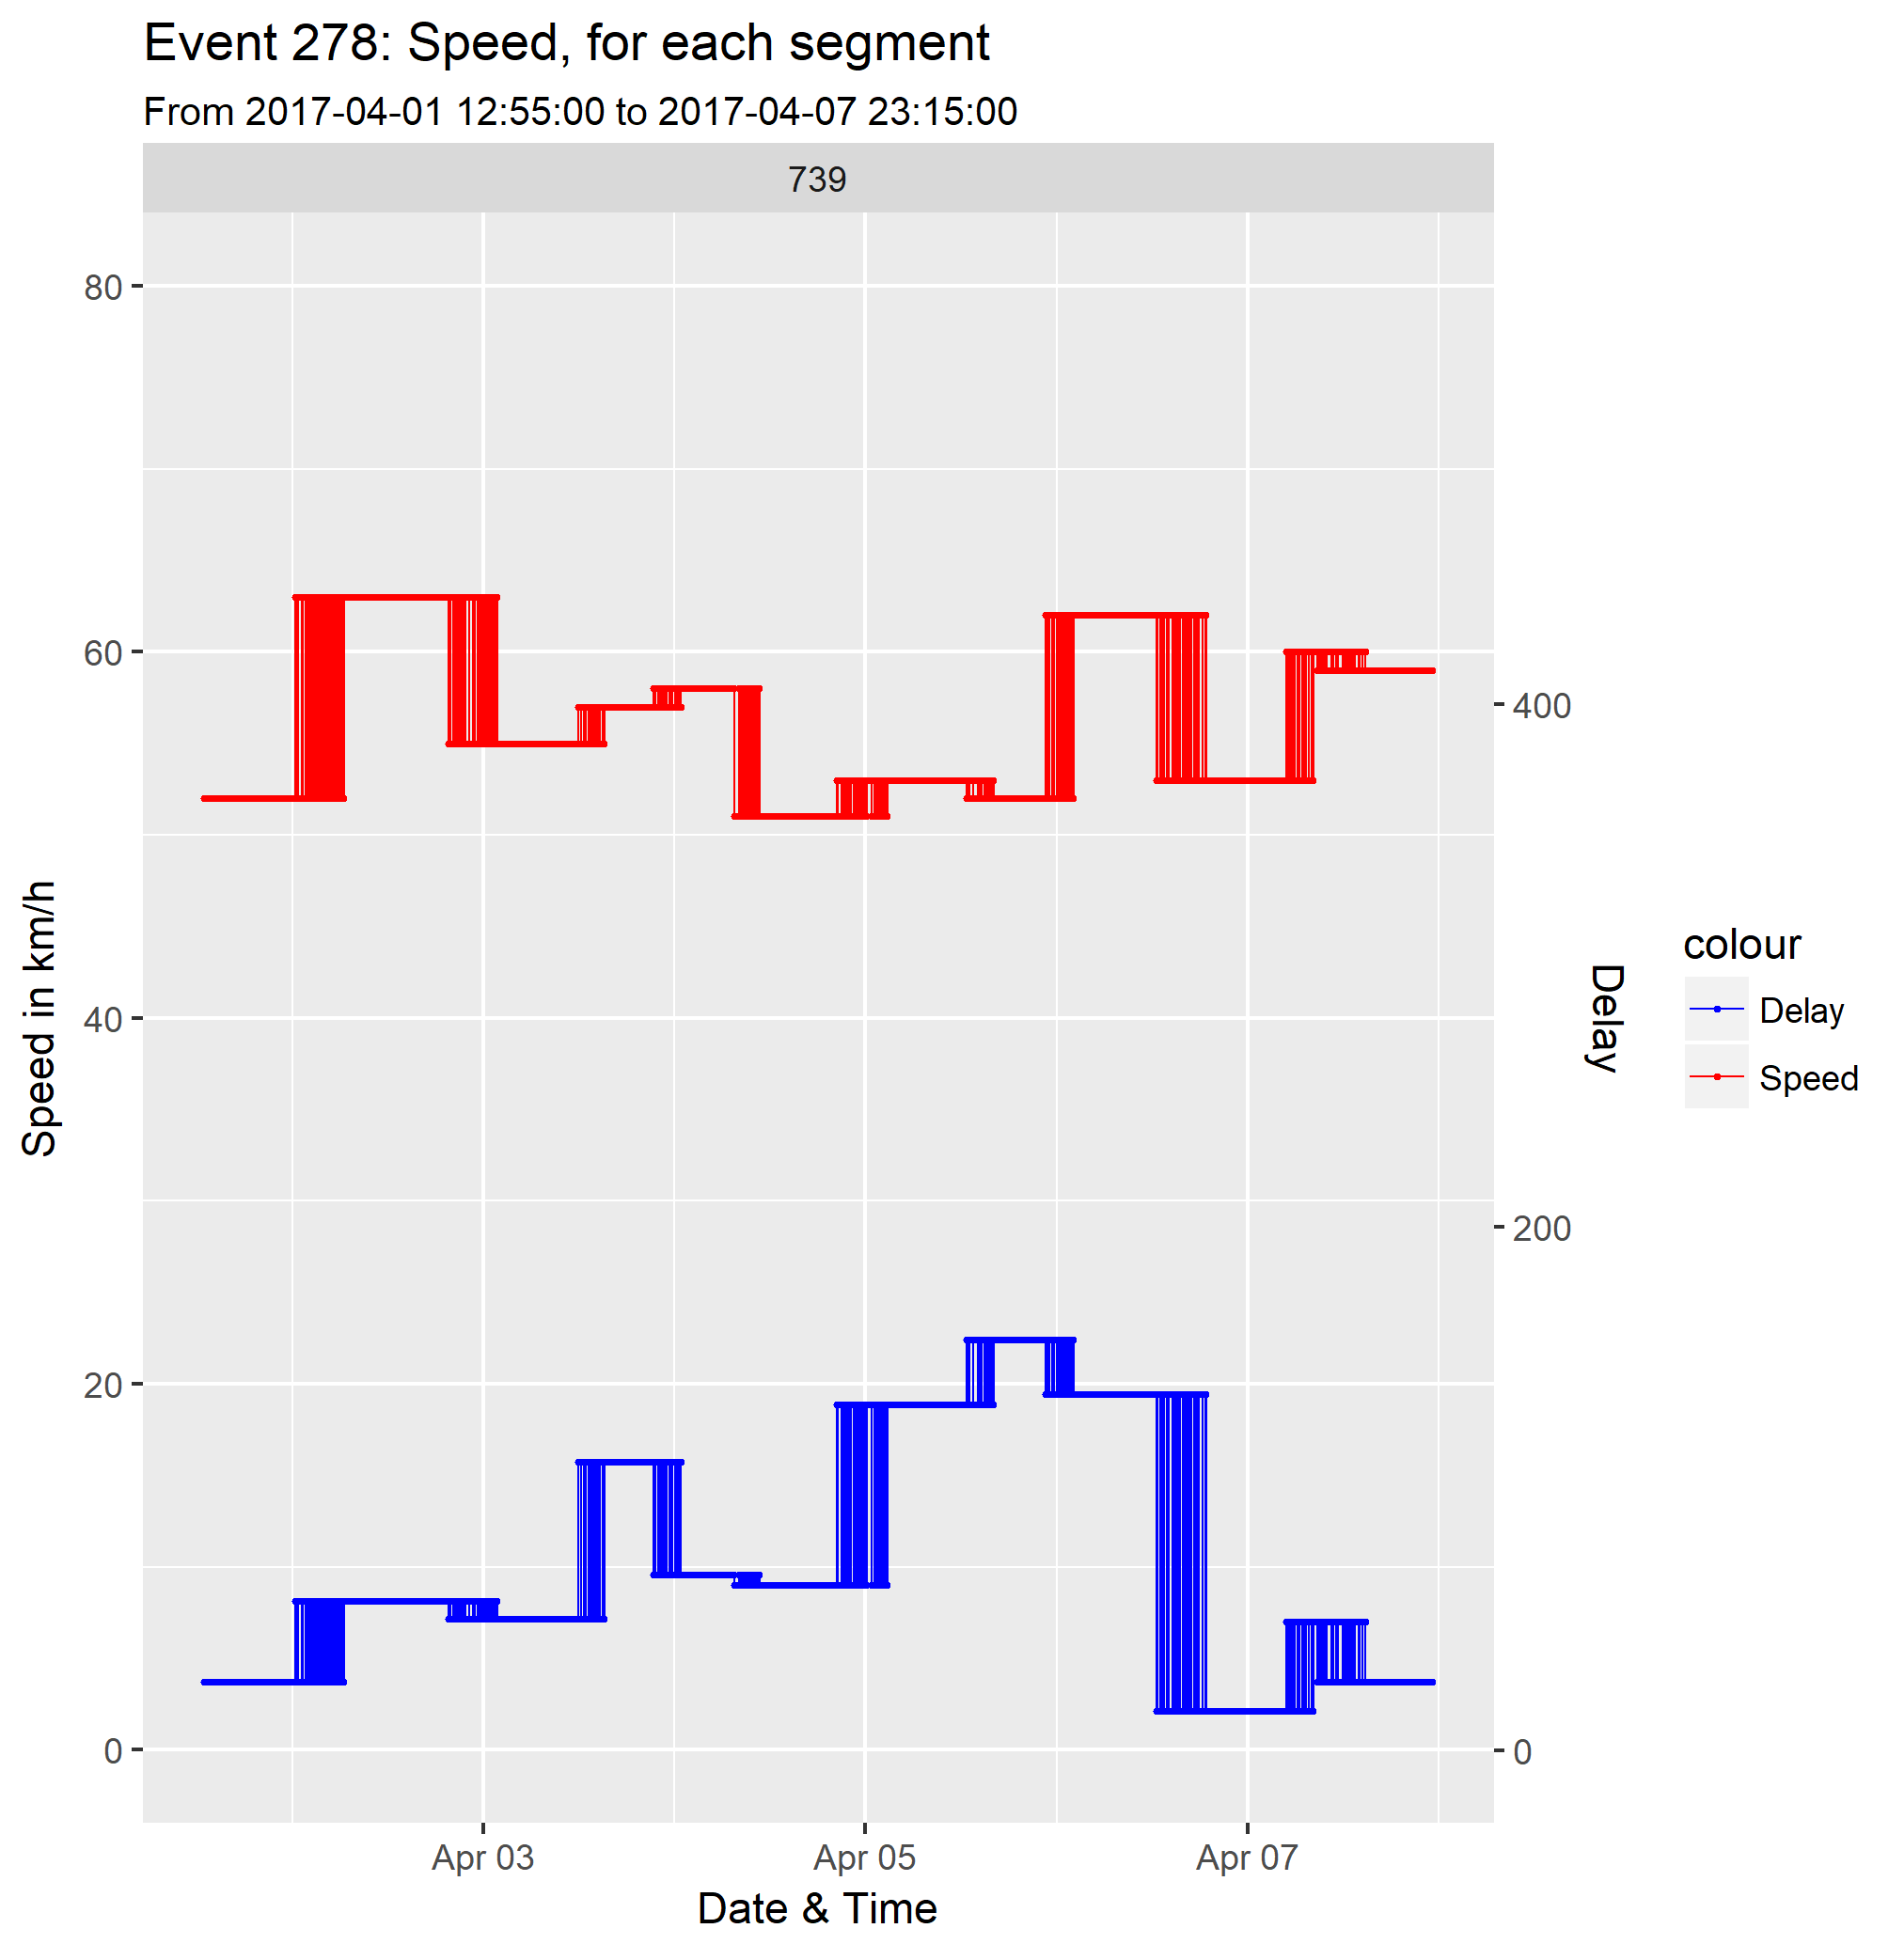 Event 278: Speed, for each segment
From 2017-04-01 12:55:00 to 2017-04-07 23:15:00
739
80
60
40
20
0
Speed in km/h
400
200
0
Delay
Apr 03
Apr 05
Apr 07
Date & Time
colour
Delay
Speed